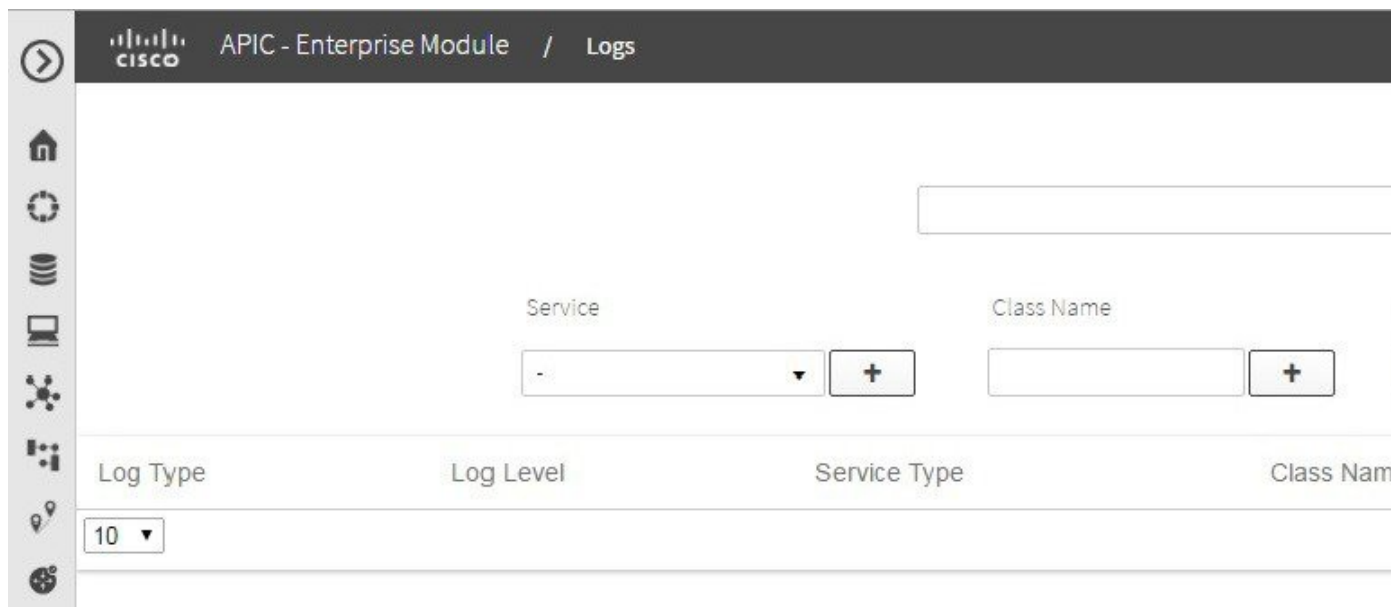 CISCO APIC - Enterprise Module / Logs
Service Class Name
- + +
Log Type Log Level Service Type Class Nam
10